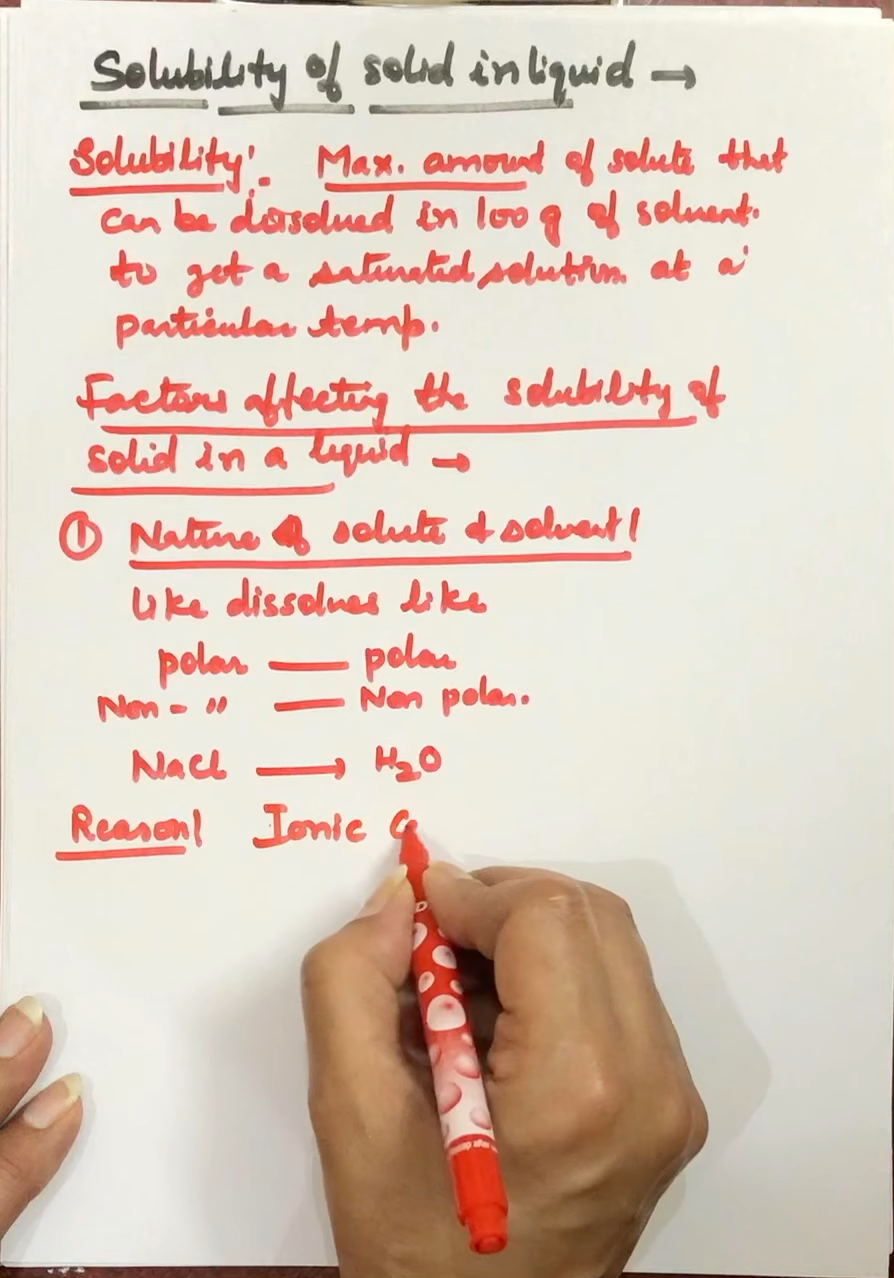 Solubility of solid in liquid →
Solubility: Max. amount of solute that
can be dissolved in 100 g of solvent.
to get a saturated solution. at a
particular temp.
Factors affecting the solubility of
solid in a liquid →
① Nature of solute & solvent!
Like dissolves like
polar — polar
Non - " — Non polar.
NaCl → H₂O
Reason! Ionic C